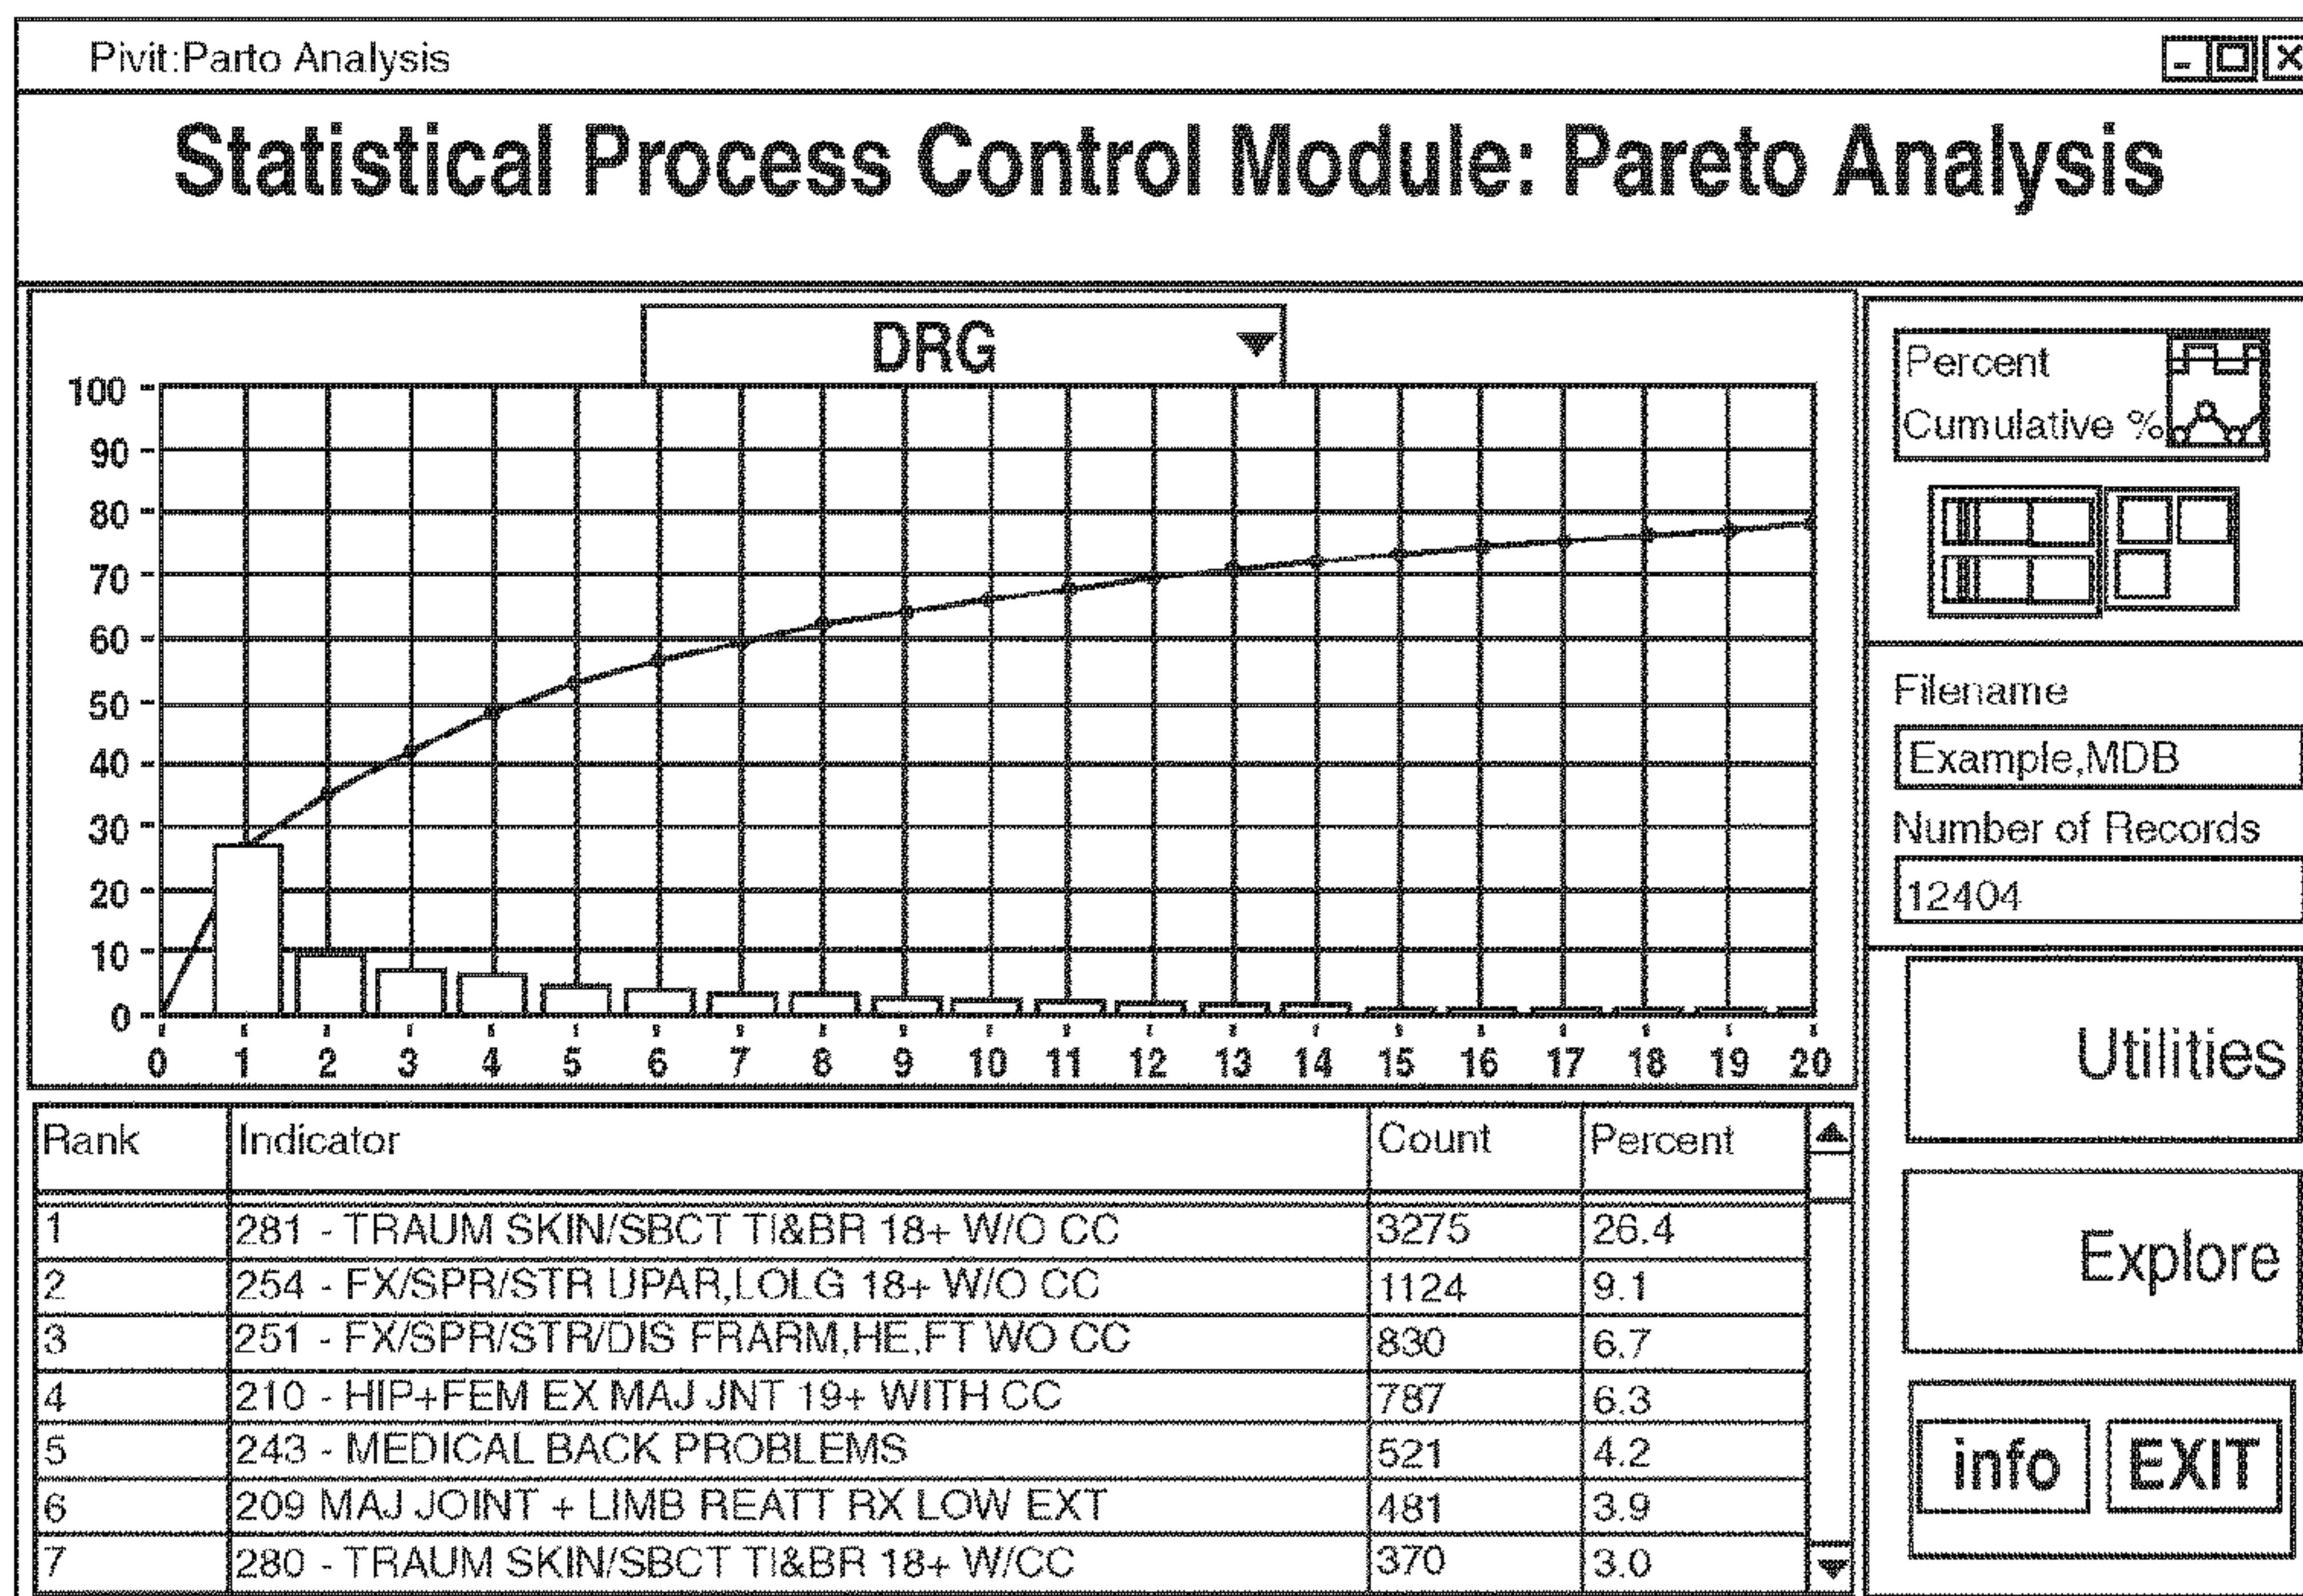 Pivit:Parto Analysis
Statistical Process Control Module: Pareto Analysis
DRG
100
90
80
70
60
50
40
30
20
10
0
0 1 2 3 4 5 6 7 8 9 10 11 12 13 14 15 16 17 18 19 20
Percent
Cumulative %
Filename
Example,MDB
Number of Records
12404
Utilities
Explore
info EXIT
Rank Indicator Count Percent
1 281 - TRAUM SKIN/SBCT TI&BR 18+ W/O CC 3275 26.4
2 254 - FX/SPR/STR UPAR,LOLG 18+ W/O CC 1124 9.1
3 251 - FX/SPR/STR/DIS FRARM,HE,FT WO CC 830 6.7
4 210 - HIP+FEM EX MAJ JNT 19+ WITH CC 787 6.3
5 243 - MEDICAL BACK PROBLEMS 521 4.2
6 209 MAJ JOINT + LIMB REATT RX LOW EXT 481 3.9
7 280 - TRAUM SKIN/SBCT TI&BR 18+ W/CC 370 3.0